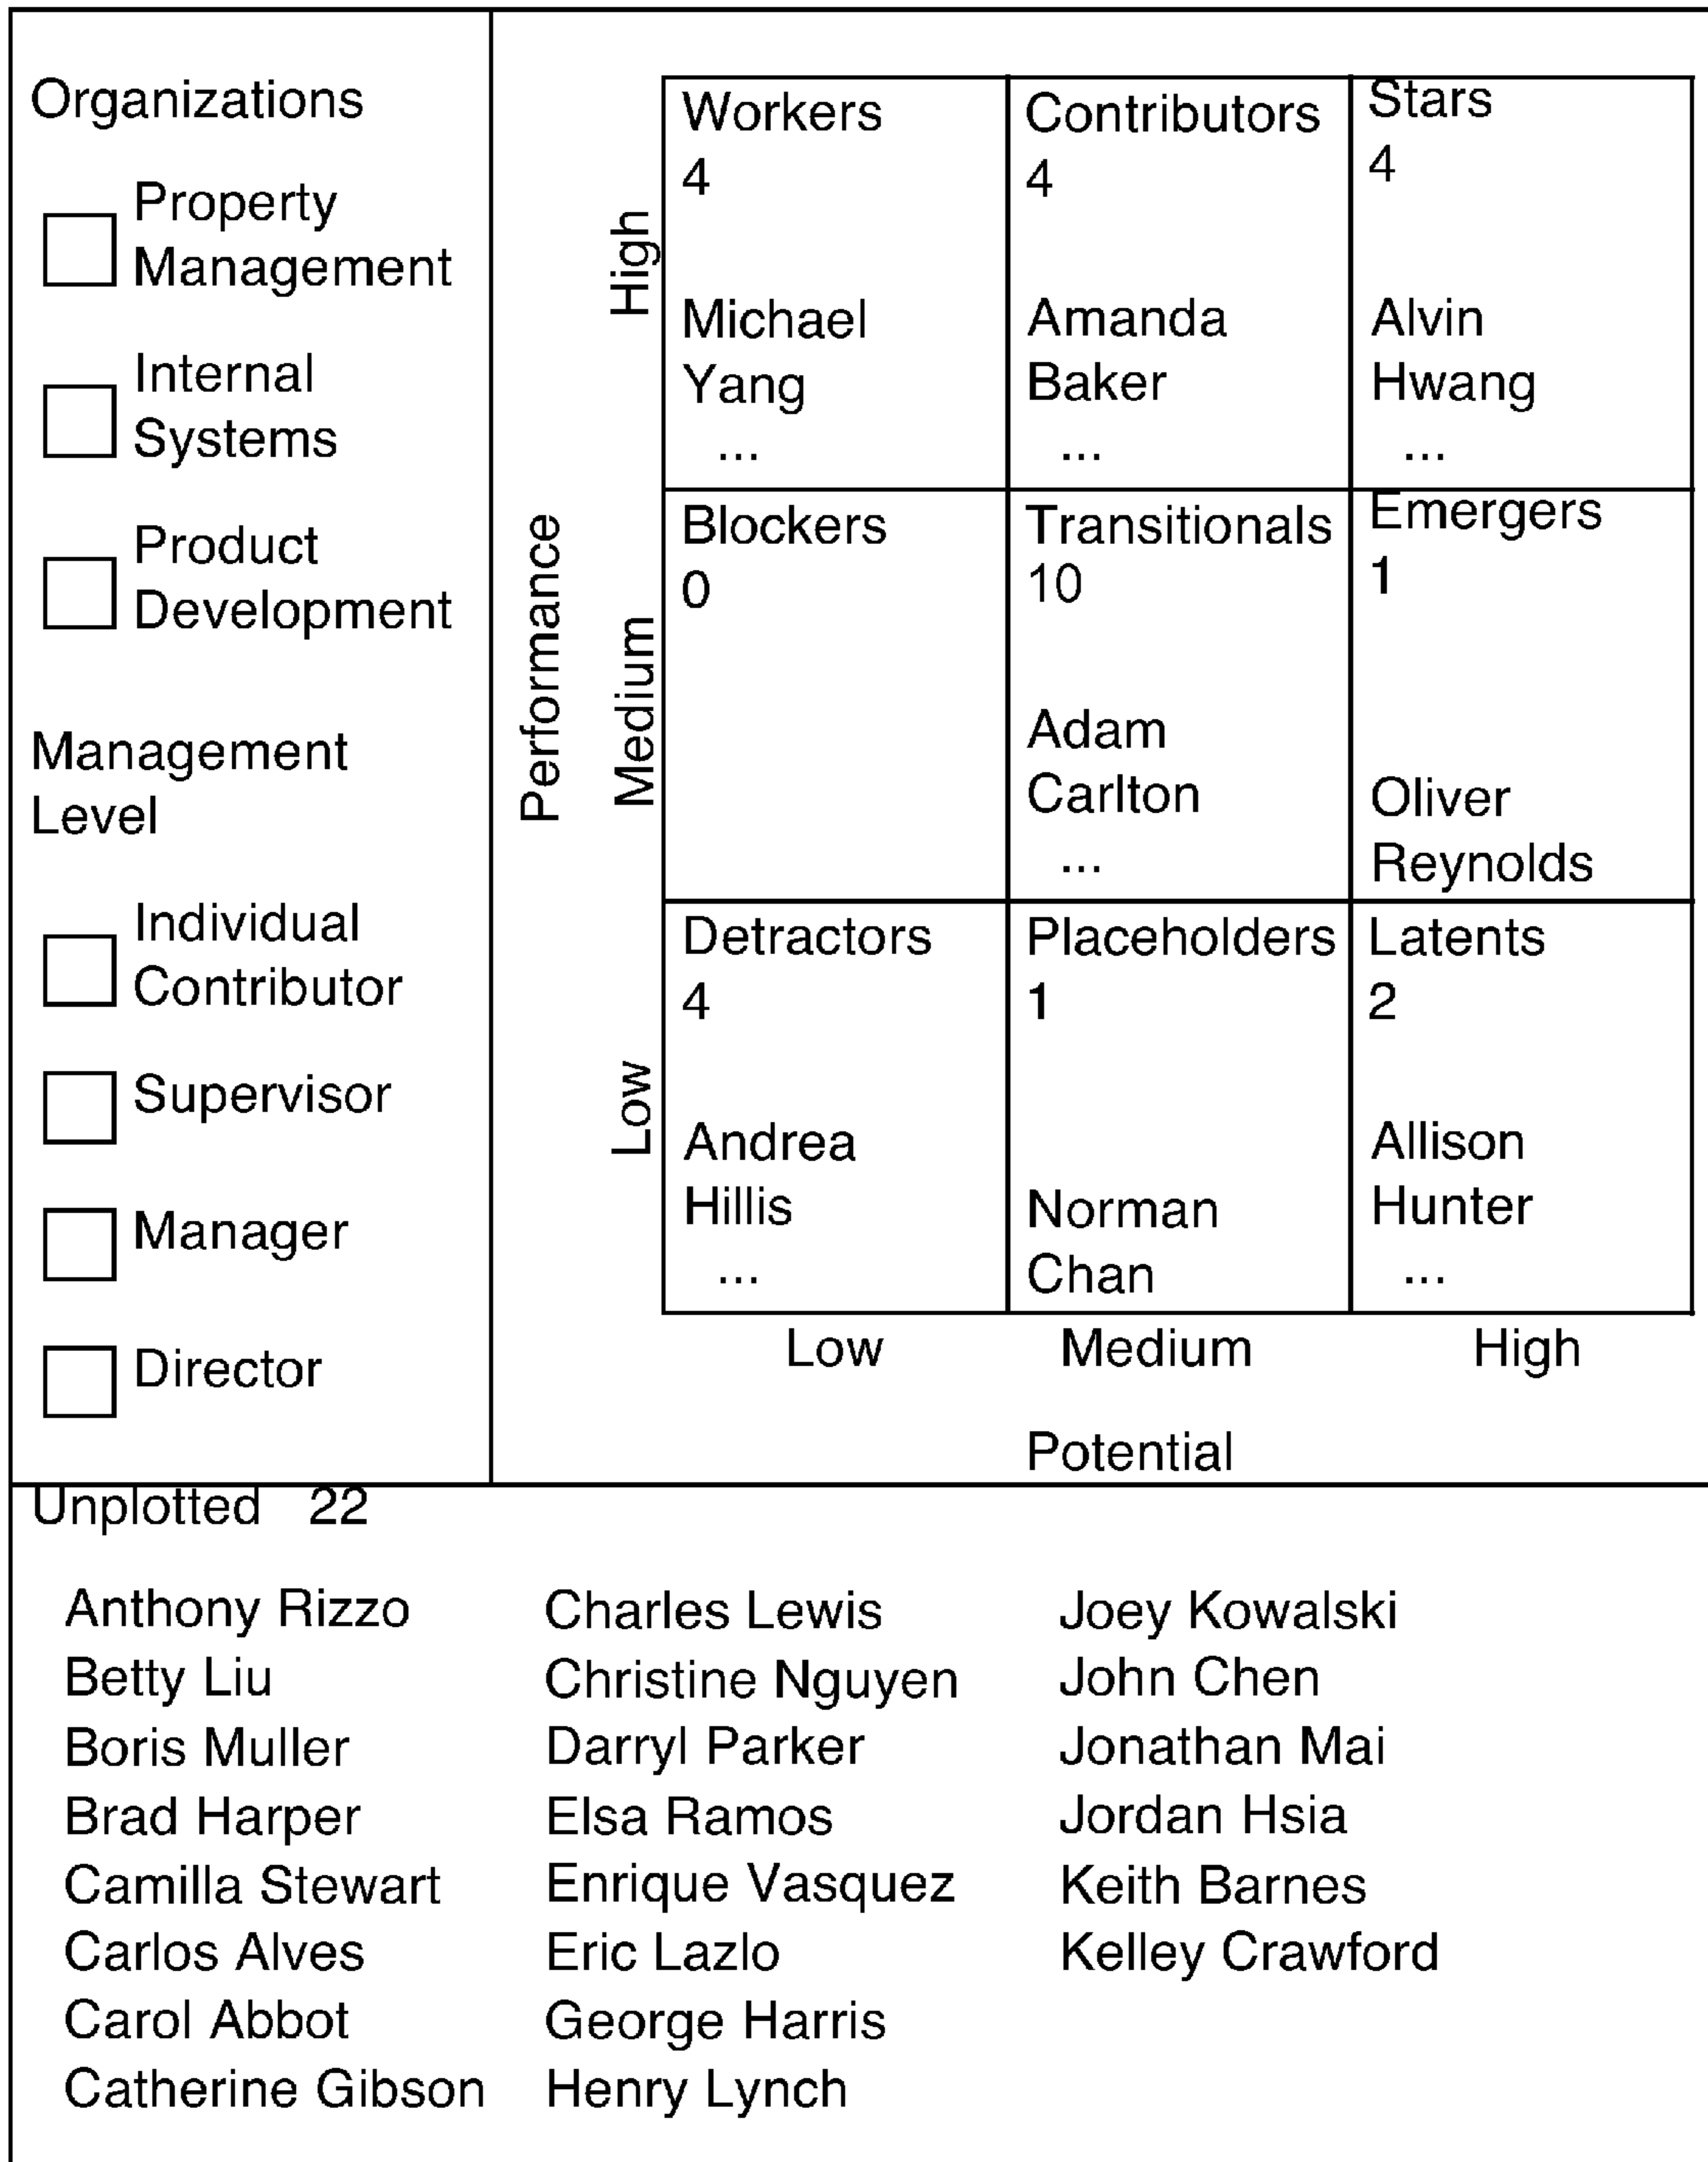 Organizations
Property
Management
Internal
Systems
Product
Development
Management
Level
Individual
Contributor
Supervisor
Manager
Director
Performance
High
Medium
Low
Workers
4
Michael
Yang
...
Contributors
4
Amanda
Baker
...
Stars
4
Alvin
Hwang
...
Blockers
0
Transitionals
10
Adam
Carlton
...
Emergers
1
Oliver
Reynolds
Detractors
4
Andrea
Hillis
...
Placeholders
1
Norman
Chan
Latents
2
Allison
Hunter
...
Low
Medium
High
Potential
Unplotted 22
Anthony Rizzo
Betty Liu
Boris Muller
Brad Harper
Camilla Stewart
Carlos Alves
Carol Abbot
Catherine Gibson
Charles Lewis
Christine Nguyen
Darryl Parker
Elsa Ramos
Enrique Vasquez
Eric Lazlo
George Harris
Henry Lynch
Joey Kowalski
John Chen
Jonathan Mai
Jordan Hsia
Keith Barnes
Kelley Crawford